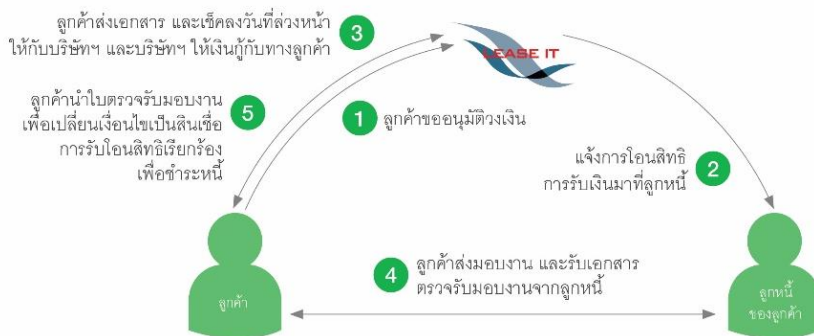 ลูกค้าส่งเอกสาร และเช็คลงวันที่ล่วงหน้า
ให้กับบริษัทฯ และบริษัทฯ ให้เงินกู้กับทางลูกค้า
3
LEASE IT
ลูกค้านำใบตรวจรับมอบงาน
เพื่อเปลี่ยนเงื่อนไขเป็นสินเชื่อ
การรับโอนสิทธิเรียกร้อง
เพื่อชำระหนี้
5
1 ลูกค้าขออนุมัติวงเงิน
แจ้งการโอนสิทธิ
การรับเงินมาที่ลูกหนี้
2
4
ลูกค้าส่งมอบงาน และรับเอกสาร
ตรวจรับมอบงานจากลูกหนี้
ลูกค้า
ลูกหนี้
ของลูกค้า